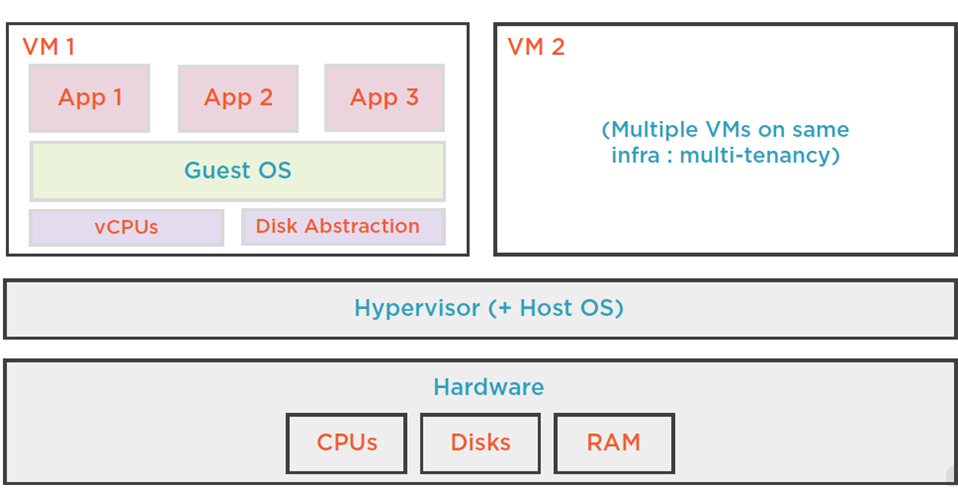 VM 1
App 1
App 2
App 3
Guest OS
vCPUs
Disk Abstraction
VM 2
(Multiple VMs on same
infra : multi-tenancy)
Hypervisor (+ Host OS)
Hardware
CPUs
Disks
RAM